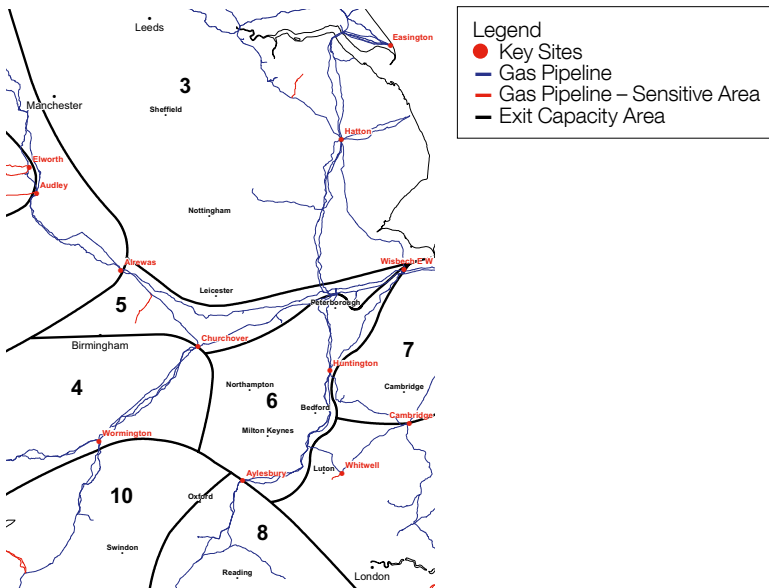 Leeds
Easington
3
Manchester
Sheffield
Hatton
Elworth
Audley
Nottingham
Alrewas
Wisbech E W
Leicester
5
Peterborough
Birmingham
Churchover
7
Huntington
4
Northampton
Cambridge
6
Bedford
Cambridge
Milton Keynes
Wormington
Luton
Whitwell
Aylesbury
10
Oxford
8
Swindon
Reading
London
Legend
Key Sites
Gas Pipeline
Gas Pipeline – Sensitive Area
Exit Capacity Area